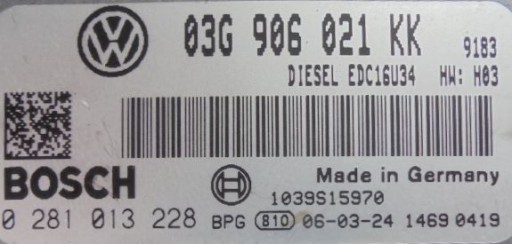 03G 906 021 KK 9183
DIESEL EDC16U34 HW: H03
BOSCH
Made in Germany
1039S15970
0 281 013 228 BPG 810 06-03-24 1469 0419